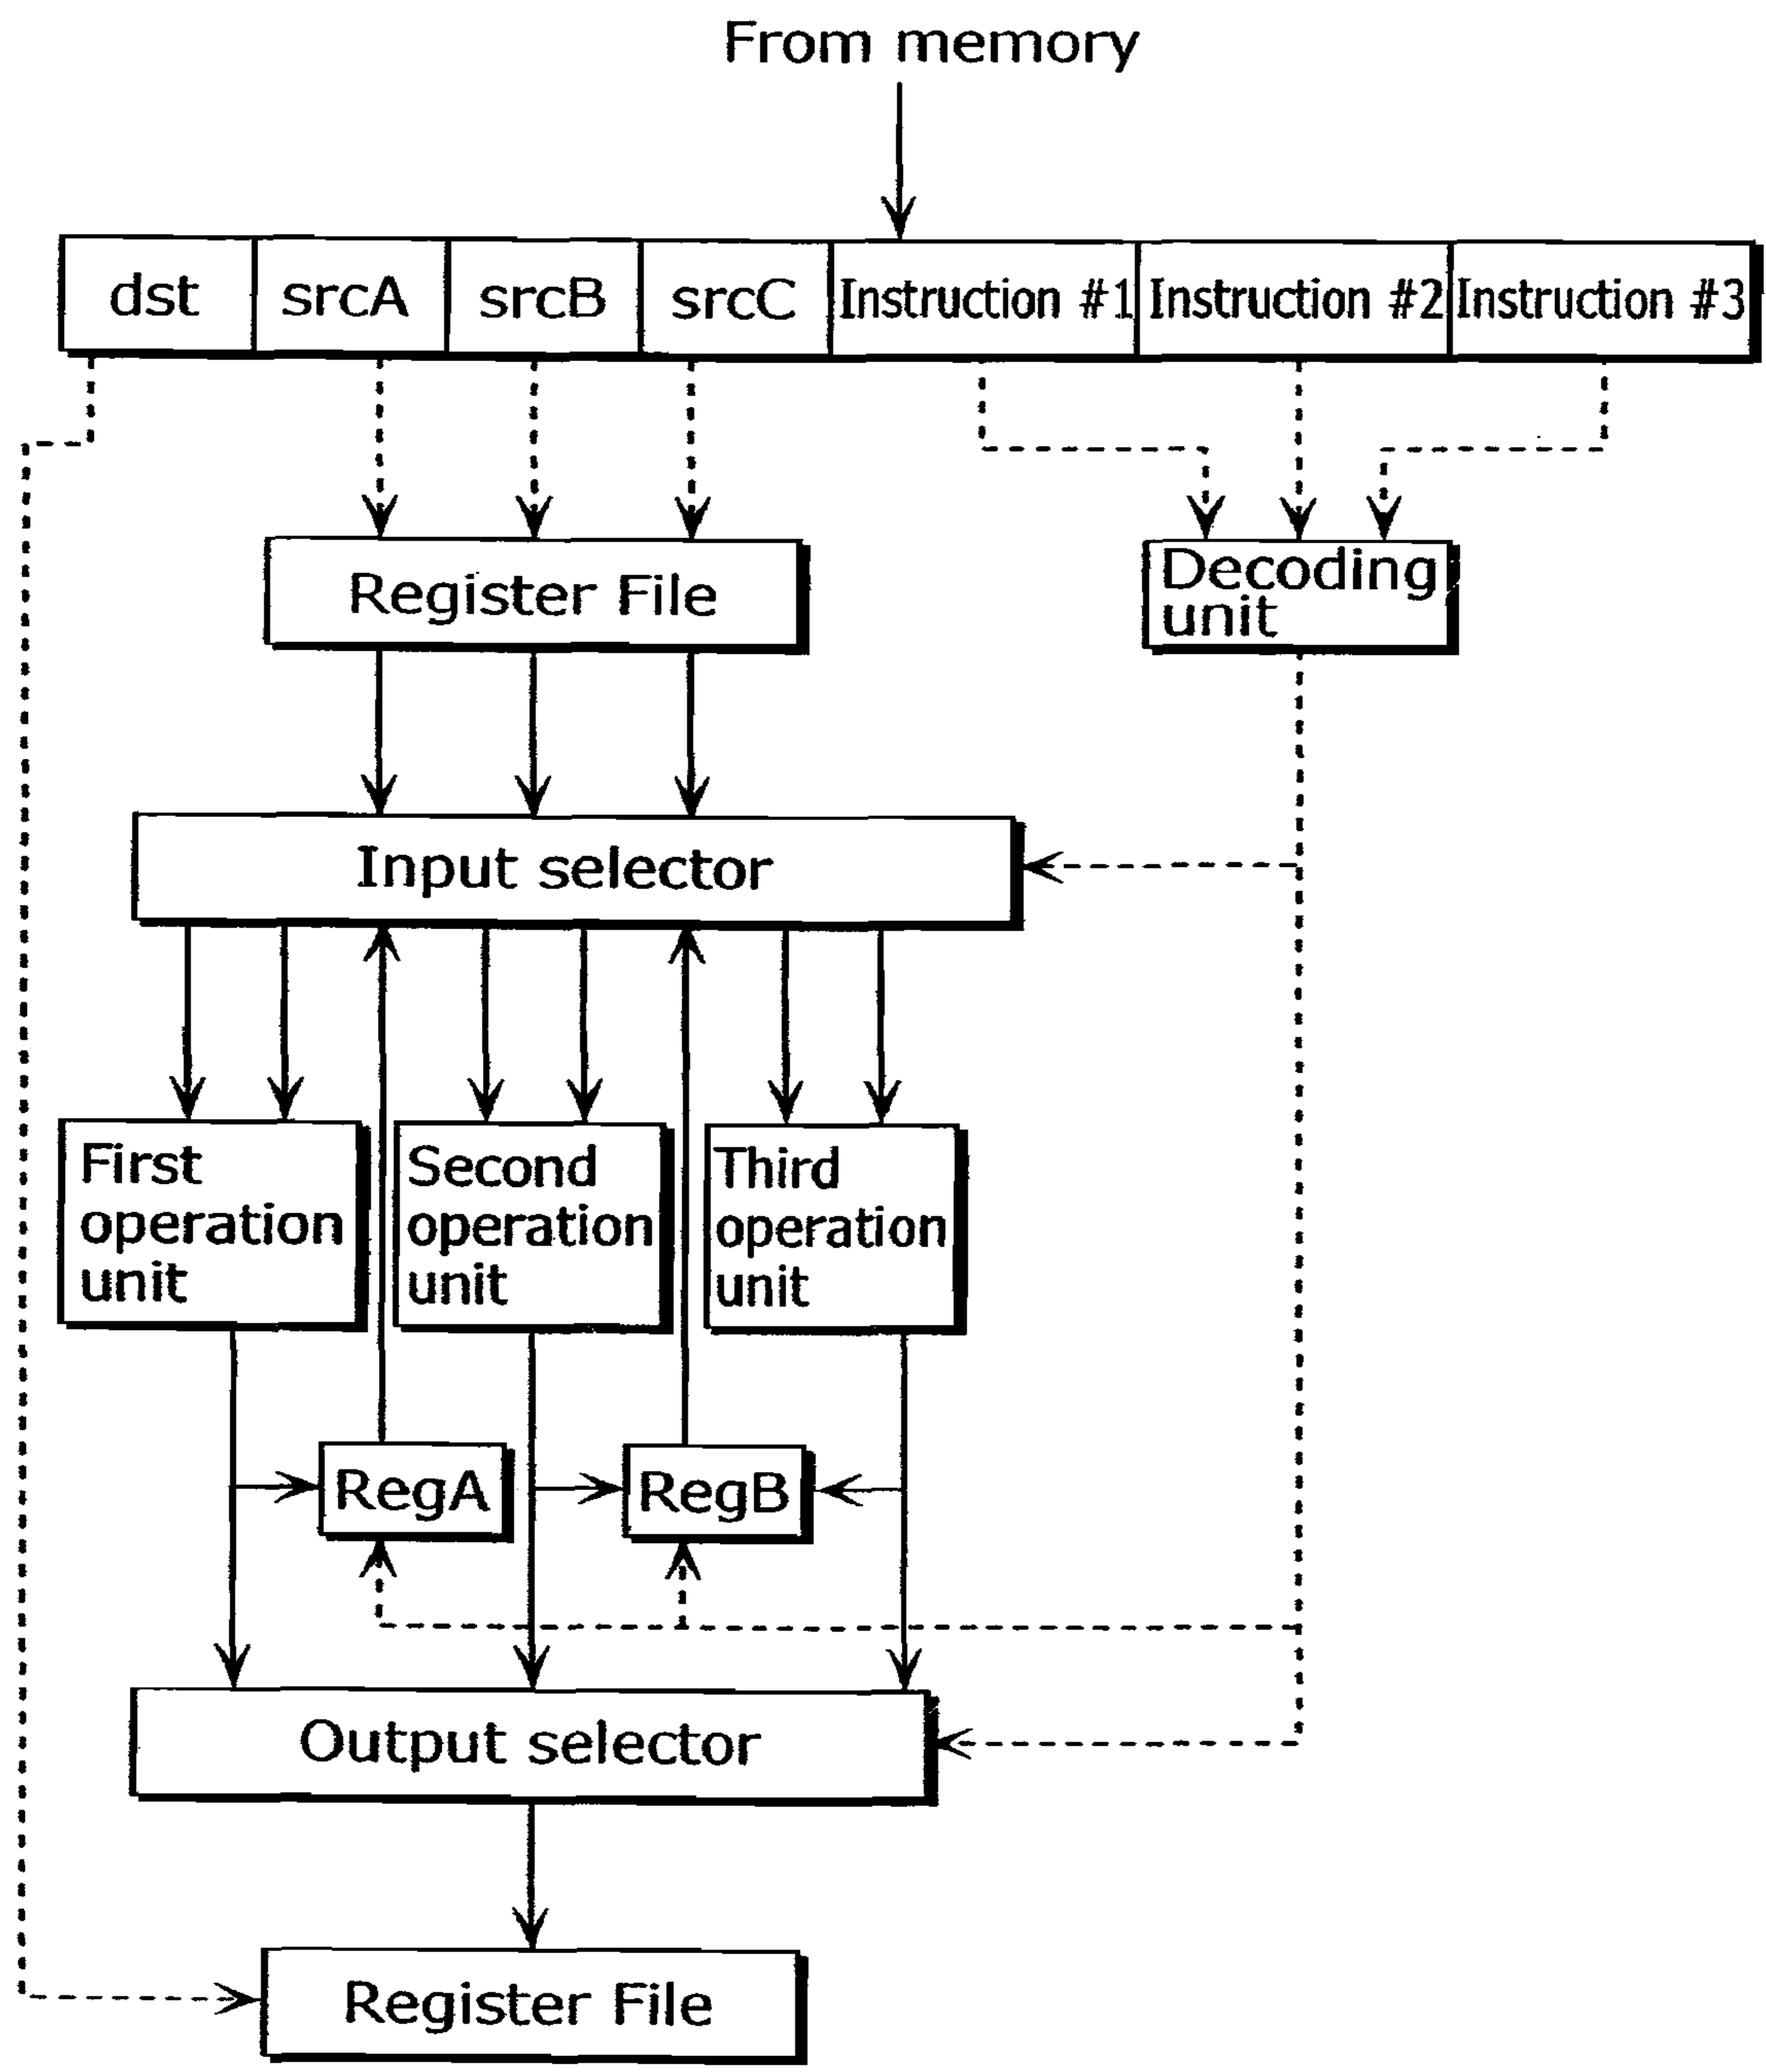 From memory
dst srcA srcB srcC Instruction #1 Instruction #2 Instruction #3
Register File
Decoding
unit
Input selector
First
operation
unit
Second
operation
unit
Third
operation
unit
RegA
RegB
Output selector
Register File